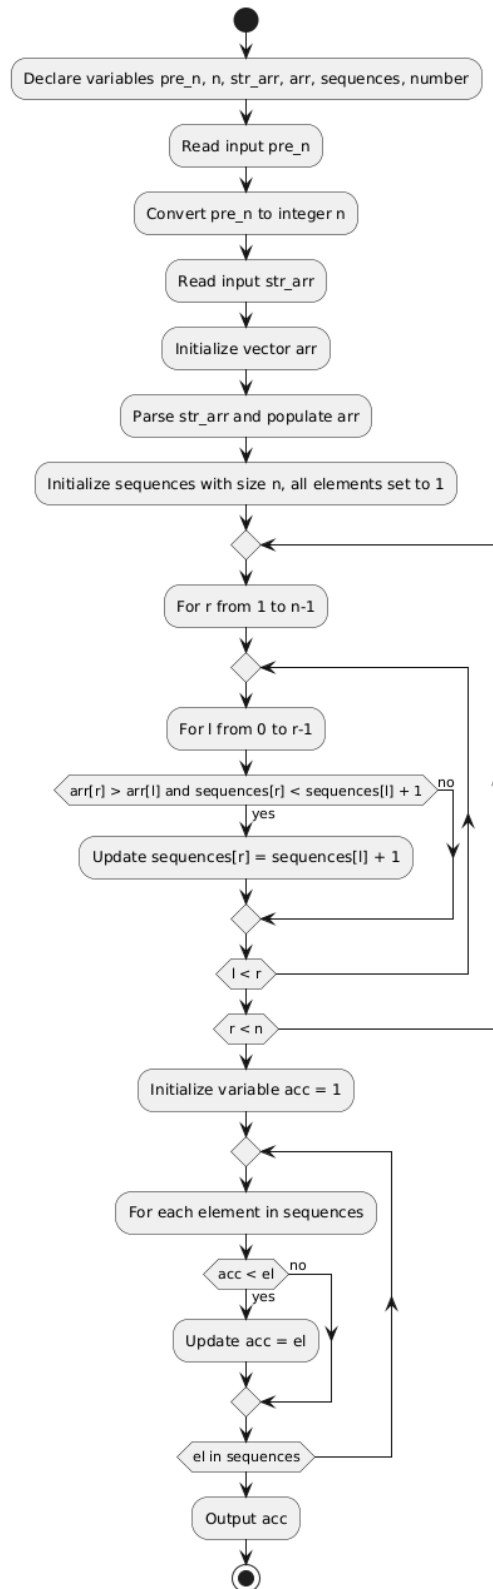 Declare variables pre_n, n, str_arr, arr, sequences, number
Read input pre_n
Convert pre_n to integer n
Read input str_arr
Initialize vector arr
Parse str_arr and populate arr
Initialize sequences with size n, all elements set to 1
For r from 1 to n-1
For l from 0 to r-1
arr[r] > arr[l] and sequences[r] < sequences[l] + 1
no
yes
Update sequences[r] = sequences[l] + 1
l < r
r < n
Initialize variable acc = 1
For each element in sequences
acc < el
no
yes
Update acc = el
el in sequences
Output acc